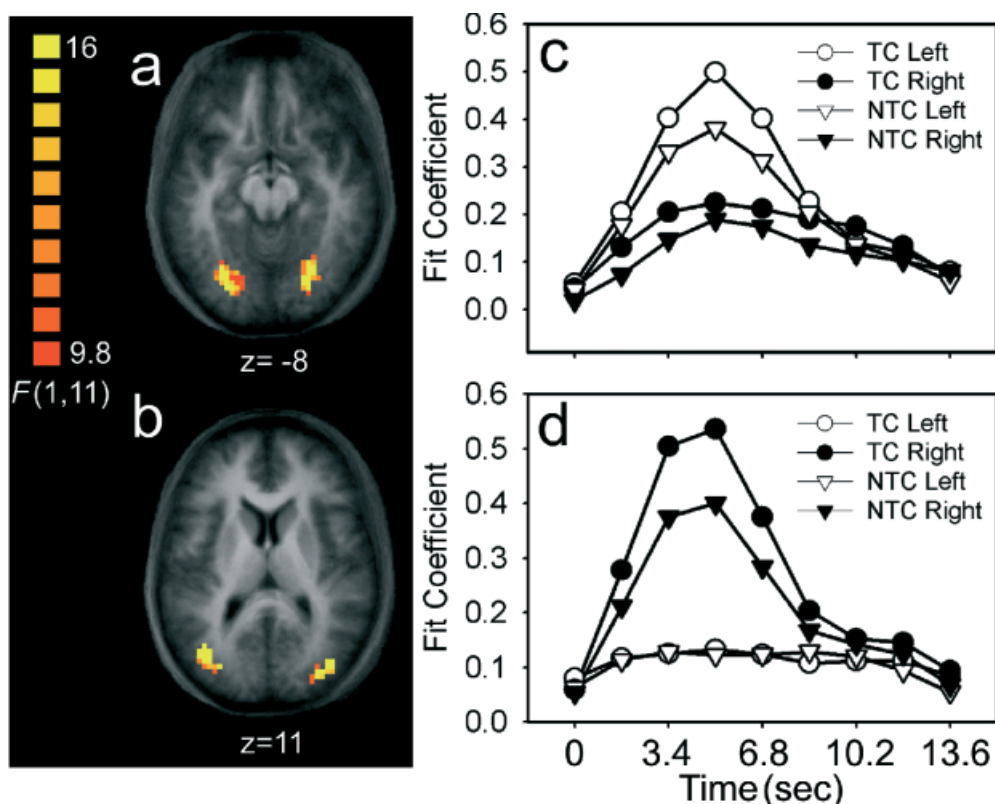 16
9.8
F(1,11)
a
z= -8
b
z=11
c
Fit Coefficient
0.6
0.5
0.4
0.3
0.2
0.1
0.0
TC Left
TC Right
NTC Left
NTC Right
d
Fit Coefficient
0.6
0.5
0.4
0.3
0.2
0.1
0.0
TC Left
TC Right
NTC Left
NTC Right
0 3.4 6.8 10.2 13.6
Time (sec)